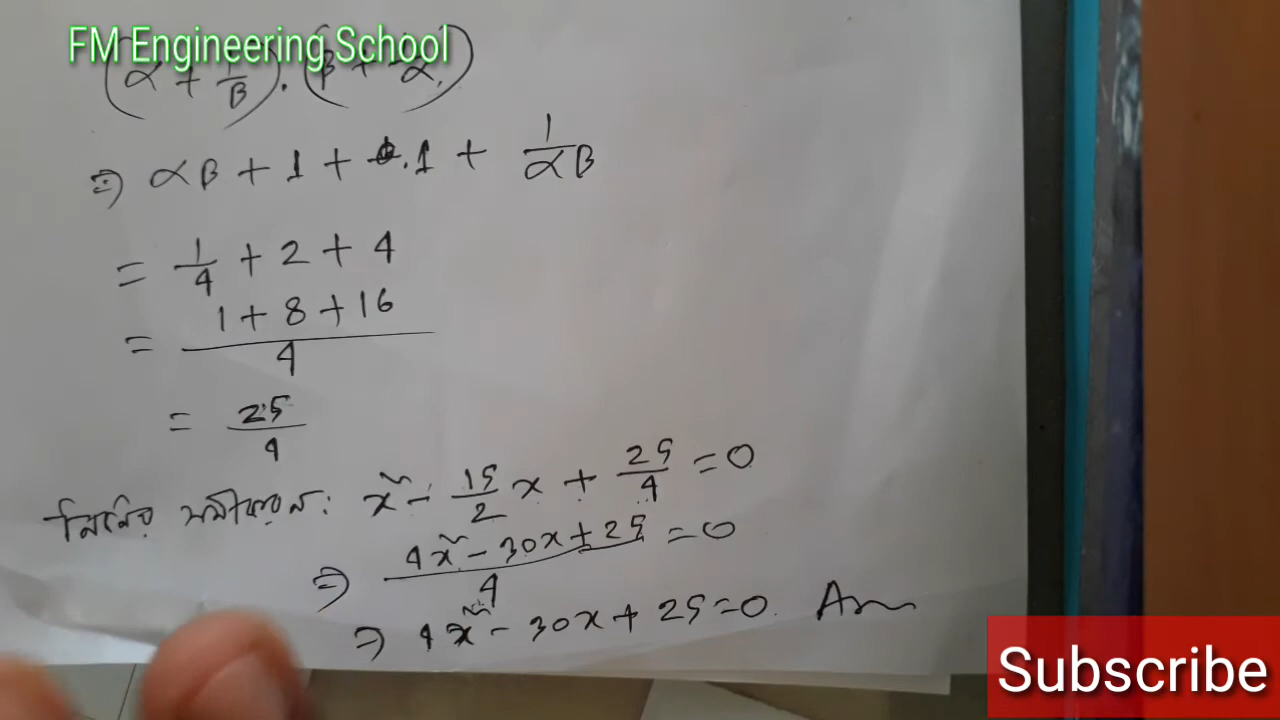 FM Engineering School
(α + 1/β) . (β + 1/α)
⇒ αβ + 1 + .1 + 1/αβ
= 1/4 + 2 + 4
= 1 + 8 + 16 / 4
= 25/4
নির্নেয় সমীকরণ: x² - 15/2 x + 25/4 = 0
⇒ 4x² - 30x + 25 / 4 = 0
⇒ 4x² - 30x + 25 = 0. Ans
Subscribe